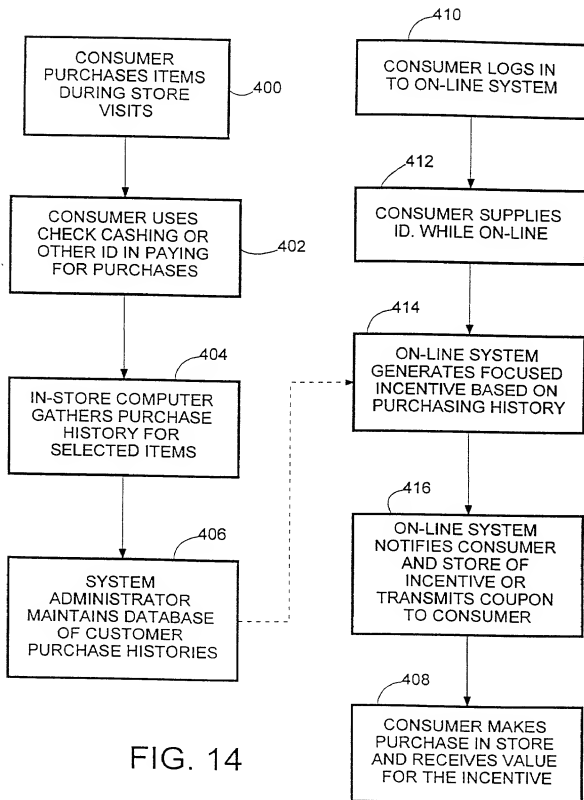 CONSUMER
PURCHASES ITEMS
DURING STORE
VISITS
400
CONSUMER USES
CHECK CASHING OR
OTHER ID IN PAYING
FOR PURCHASES
402
404
IN-STORE COMPUTER
GATHERS PURCHASE
HISTORY FOR
SELECTED ITEMS
406
SYSTEM
ADMINISTRATOR
MAINTAINS DATABASE
OF CUSTOMER
PURCHASE HISTORIES
410
CONSUMER LOGS IN
TO ON-LINE SYSTEM
412
CONSUMER SUPPLIES
ID. WHILE ON-LINE
414
ON-LINE SYSTEM
GENERATES FOCUSED
INCENTIVE BASED ON
PURCHASING HISTORY
416
ON-LINE SYSTEM
NOTIFIES CONSUMER
AND STORE OF
INCENTIVE OR
TRANSMITS COUPON
TO CONSUMER
408
CONSUMER MAKES
PURCHASE IN STORE
AND RECEIVES VALUE
FOR THE INCENTIVE
FIG. 14